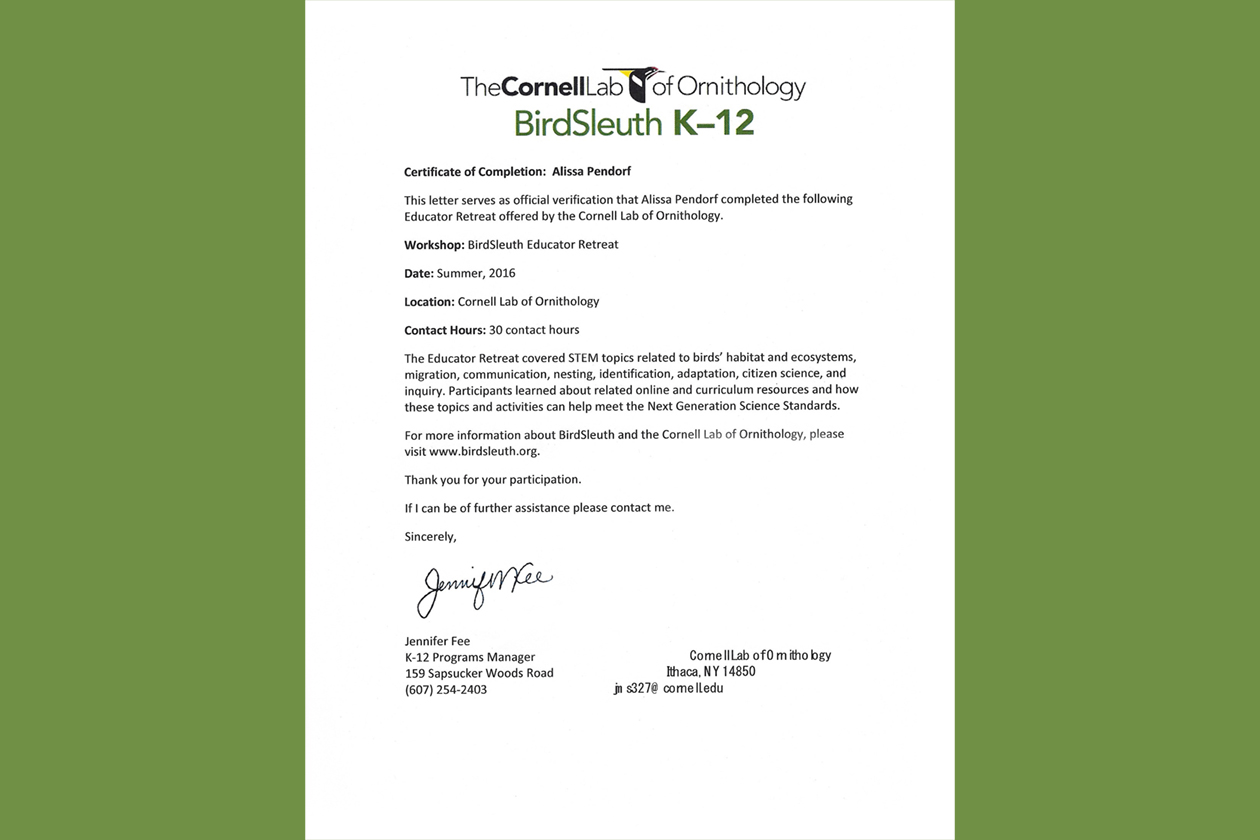 TheCornellLab of Ornithology
BirdSleuth K–12
Certificate of Completion: Alissa Pendorf
This letter serves as official verification that Alissa Pendorf completed the following
Educator Retreat offered by the Cornell Lab of Ornithology.
Workshop: BirdSleuth Educator Retreat
Date: Summer, 2016
Location: Cornell Lab of Ornithology
Contact Hours: 30 contact hours
The Educator Retreat covered STEM topics related to birds’ habitat and ecosystems,
migration, communication, nesting, identification, adaptation, citizen science, and
inquiry. Participants learned about related online and curriculum resources and how
these topics and activities can help meet the Next Generation Science Standards.
For more information about BirdSleuth and the Cornell Lab of Ornithology, please
visit www.birdsleuth.org.
Thank you for your participation.
If I can be of further assistance please contact me.
Sincerely,
Jennif M Fee
Jennifer Fee
K-12 Programs Manager Cornell Lab of Ornithology
159 Sapsucker Woods Road Ithaca, NY 14850
(607) 254-2403 jns327@cornell.edu